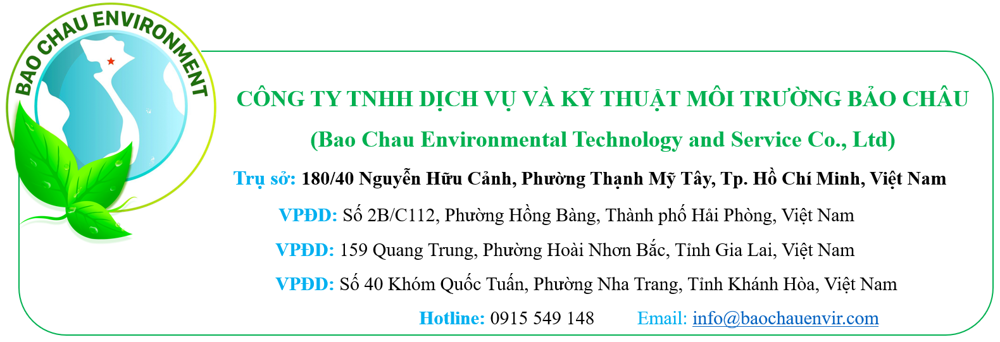 BAO CHAU ENVIRONMENT
CÔNG TY TNHH DỊCH VỤ VÀ KỸ THUẬT MÔI TRƯỜNG BẢO CHÂU
(Bao Chau Environmental Technology and Service Co., Ltd)
Trụ sở: 180/40 Nguyễn Hữu Cảnh, Phường Thạnh Mỹ Tây, Tp. Hồ Chí Minh, Việt Nam
VPĐD: Số 2B/C112, Phường Hồng Bàng, Thành phố Hải Phòng, Việt Nam
VPĐD: 159 Quang Trung, Phường Hoài Nhơn Bắc, Tỉnh Gia Lai, Việt Nam
VPĐD: Số 40 Khóm Quốc Tuấn, Phường Nha Trang, Tỉnh Khánh Hòa, Việt Nam
Hotline: 0915 549 148 Email: info@baochauenvir.com